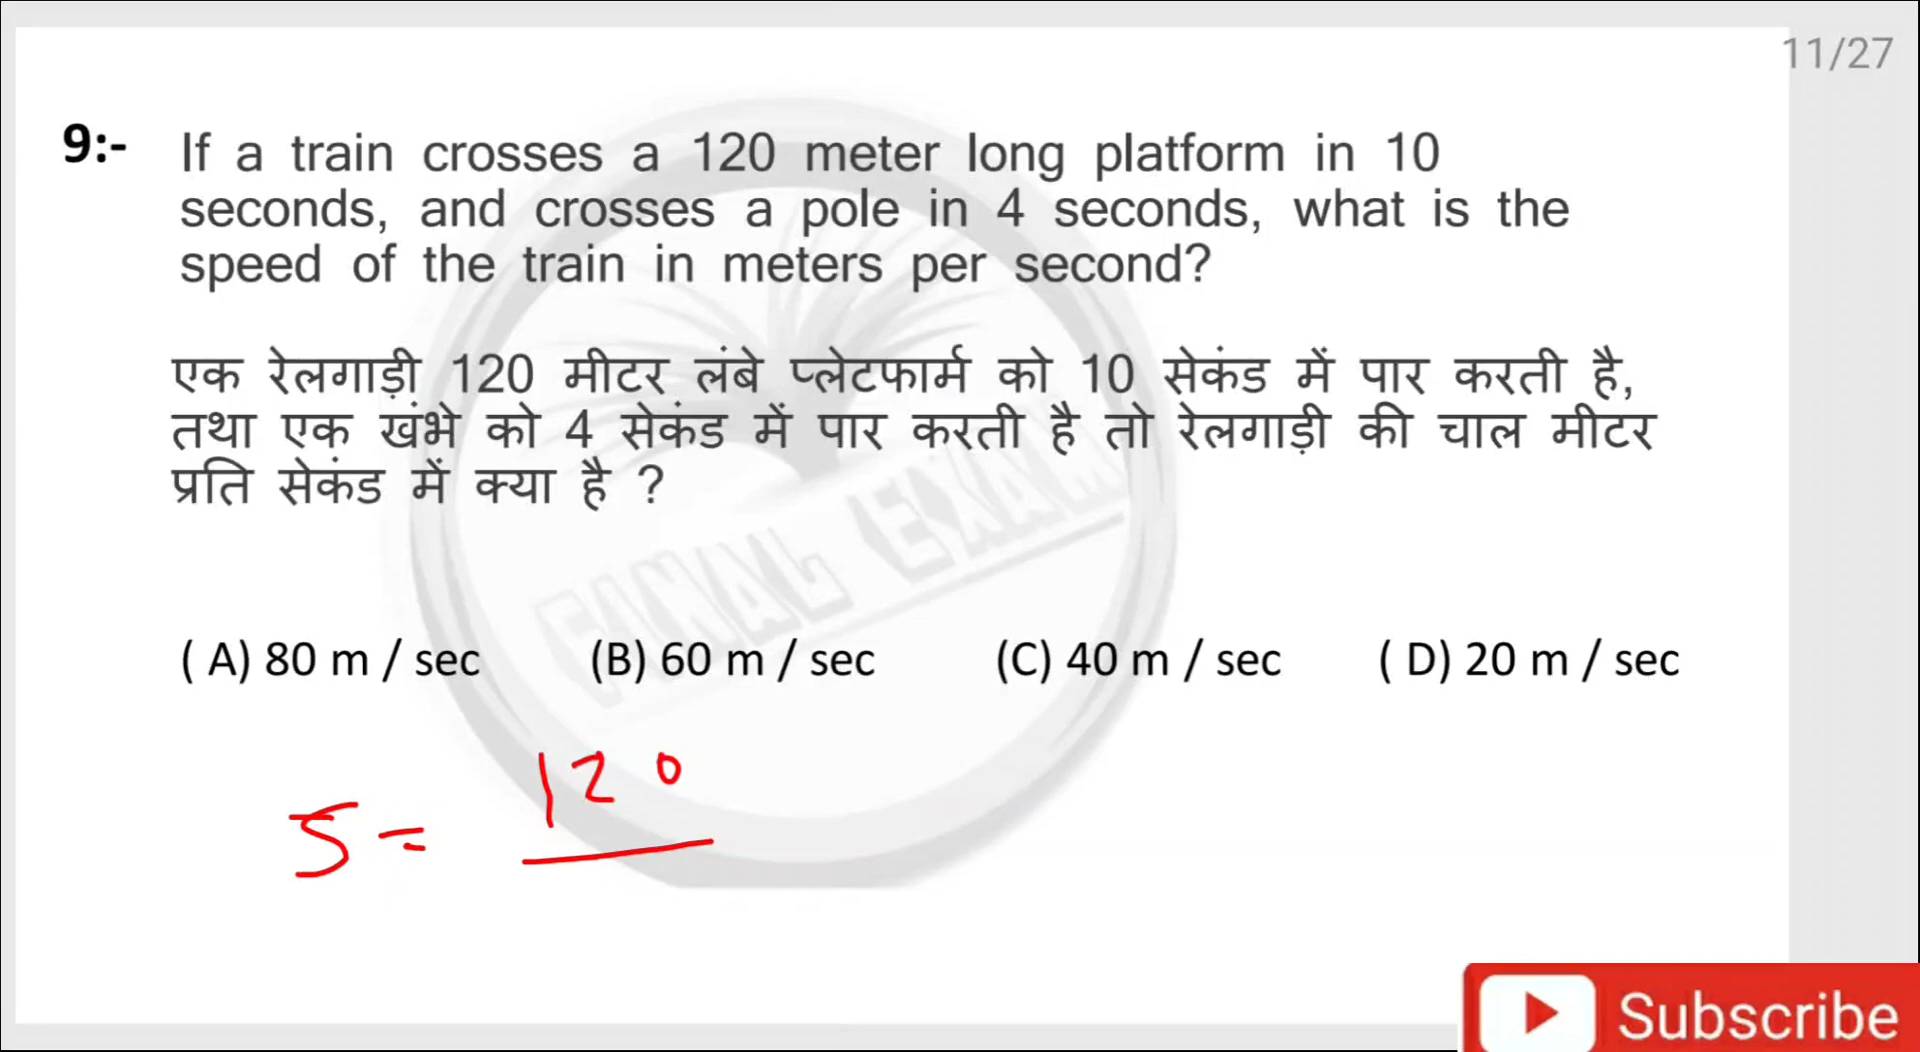 11/27
9:- If a train crosses a 120 meter long platform in 10
seconds, and crosses a pole in 4 seconds, what is the
speed of the train in meters per second?
एक रेलगाड़ी 120 मीटर लंबे प्लेटफार्म को 10 सेकंड में पार करती है,
तथा एक खंभे को 4 सेकंड में पार करती है तो रेलगाड़ी की चाल मीटर
प्रति सेकंड में क्या है ?
FINAL EXAM
( A) 80 m / sec (B) 60 m / sec (C) 40 m / sec ( D) 20 m / sec
120
S =
Subscribe